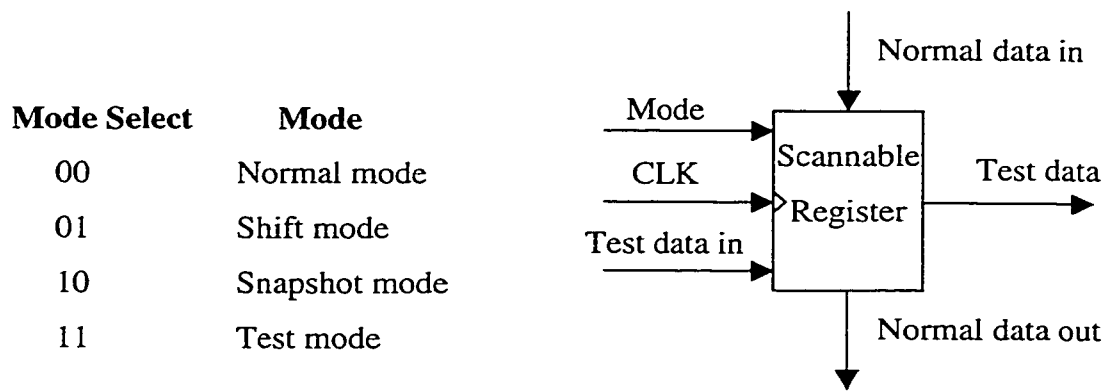 Mode Select Mode
00 Normal mode
01 Shift mode
10 Snapshot mode
11 Test mode
Normal data in
Mode
CLK
Test data in
Scannable
Register
Test data
Normal data out